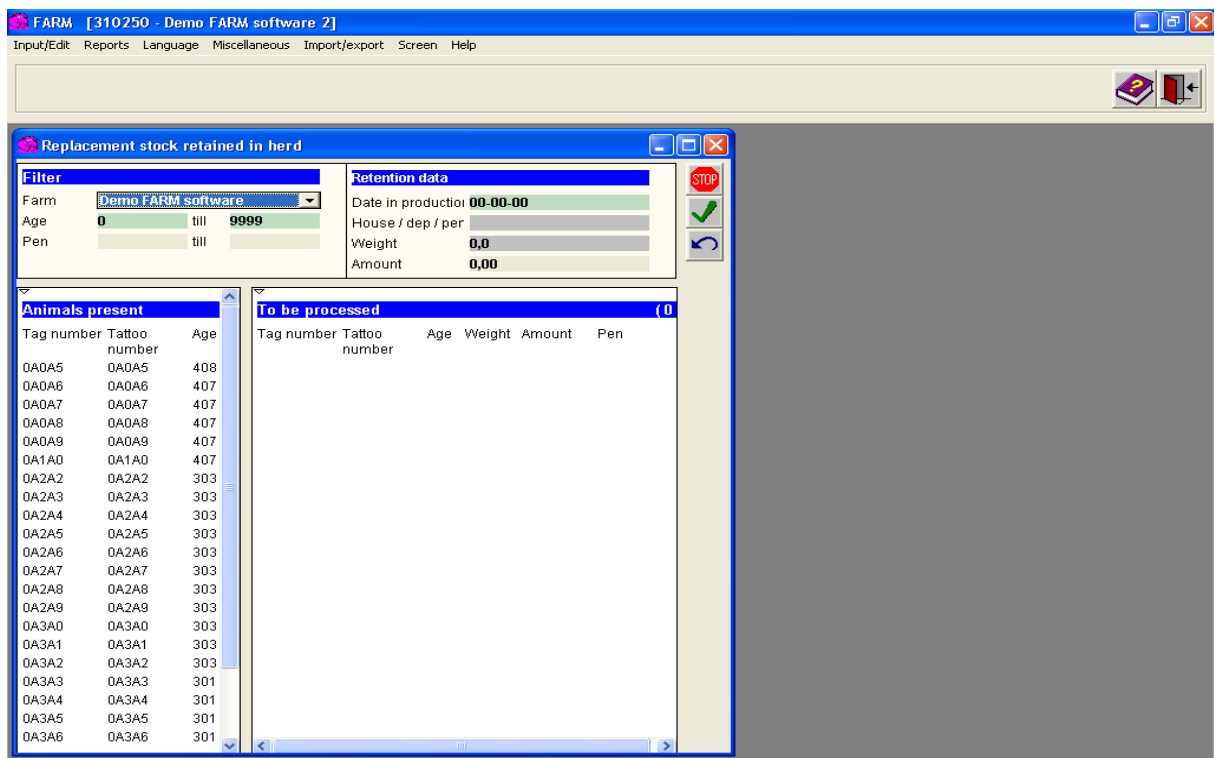 FARM [310250 - Demo FARM software 2]
Input/Edit Reports Language Miscellaneous Import/export Screen Help
Replacement stock retained in herd
Filter
Farm Demo FARM software
Age 0 till 9999
Pen till
Retention data
Date in productio 00-00-00
House / dep / per
Weight 0,0
Amount 0,00
STOP
Animals present
Tag number Tattoo number Age
0A0A5 0A0A5 408
0A0A6 0A0A6 407
0A0A7 0A0A7 407
0A0A8 0A0A8 407
0A0A9 0A0A9 407
0A1A0 0A1A0 407
0A2A2 0A2A2 303
0A2A3 0A2A3 303
0A2A4 0A2A4 303
0A2A5 0A2A5 303
0A2A6 0A2A6 303
0A2A7 0A2A7 303
0A2A8 0A2A8 303
0A2A9 0A2A9 303
0A3A0 0A3A0 303
0A3A1 0A3A1 303
0A3A2 0A3A2 303
0A3A3 0A3A3 301
0A3A4 0A3A4 301
0A3A5 0A3A5 301
0A3A6 0A3A6 301
To be processed (0
Tag number Tattoo number Age Weight Amount Pen